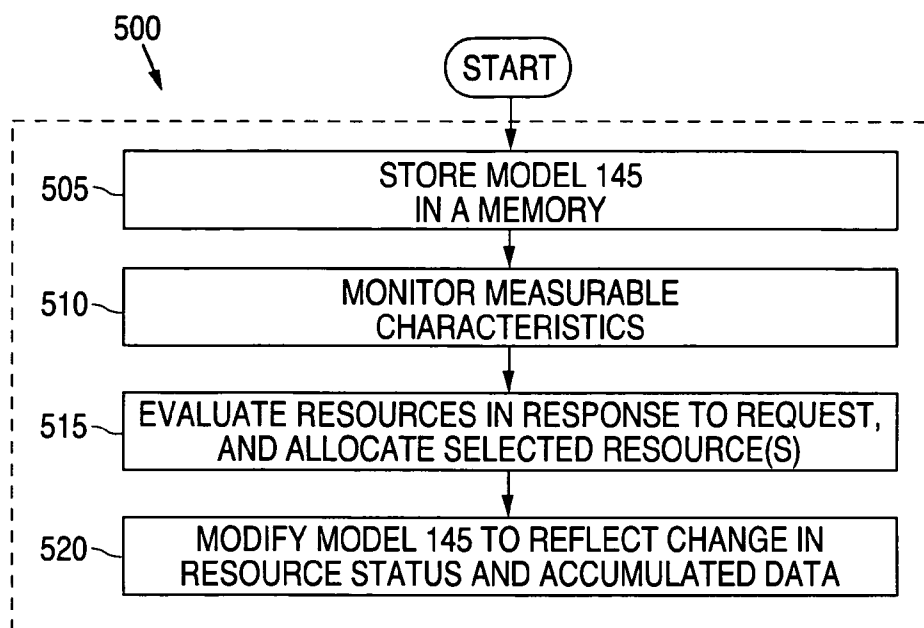 500
START
505
STORE MODEL 145
IN A MEMORY
510
MONITOR MEASURABLE
CHARACTERISTICS
515
EVALUATE RESOURCES IN RESPONSE TO REQUEST,
AND ALLOCATE SELECTED RESOURCE(S)
520
MODIFY MODEL 145 TO REFLECT CHANGE IN
RESOURCE STATUS AND ACCUMULATED DATA